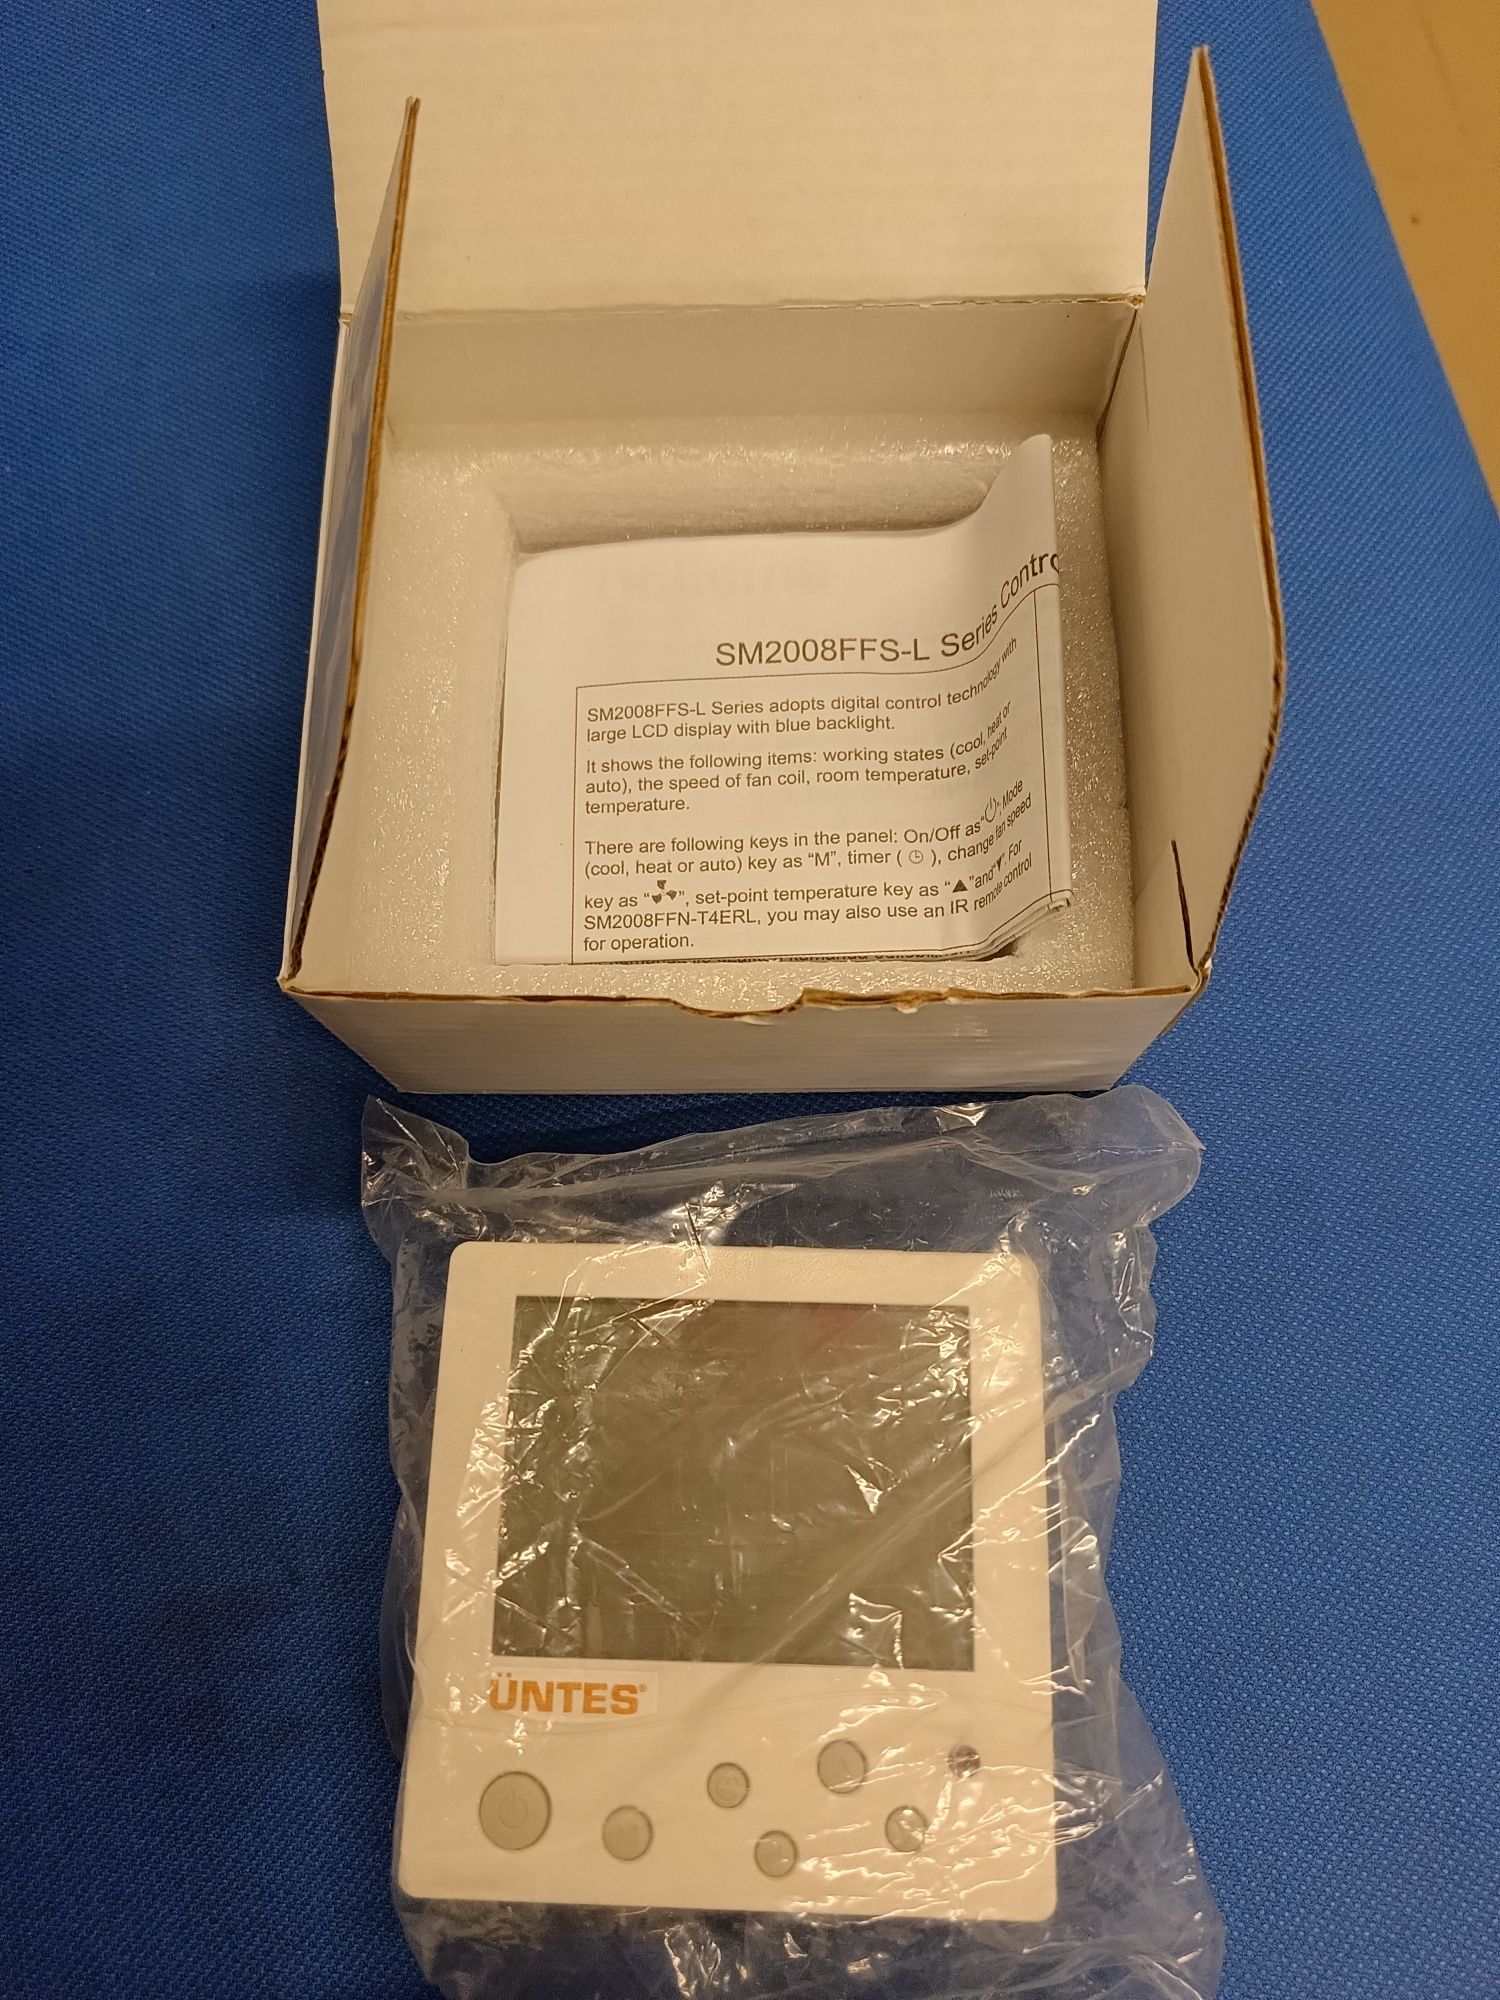 SM2008FFS-L Series Contro
SM2008FFS-L Series adopts digital control technology with
large LCD display with blue backlight.
It shows the following items: working states (cool, heat or
auto), the speed of fan coil, room temperature, set-point
temperature.
There are following keys in the panel: On/Off as“⏻”, Mode
(cool, heat or auto) key as “M”, timer ( 🕒 ), change fan speed
key as “”, set-point temperature key as “▲”and“▼”. For
SM2008FFN-T4ERL, you may also use an IR remote control
for operation.
ÜNTES®
M